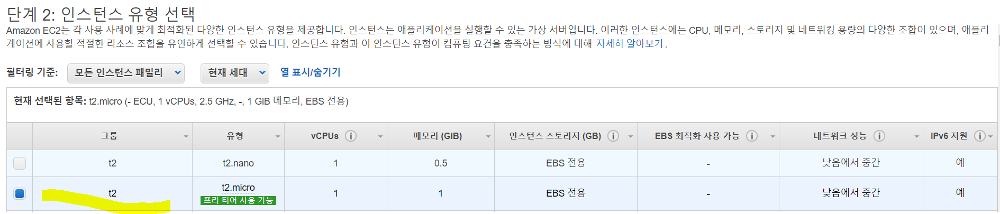 단계 2: 인스턴스 유형 선택
Amazon EC2는 각 사용 사례에 맞게 최적화된 다양한 인스턴스 유형을 제공합니다. 인스턴스는 애플리케이션을 실행할 수 있는 가상 서버입니다. 이러한 인스턴스에는 CPU, 메모리, 스토리지 및 네트워킹 용량의 다양한 조합이 있으며, 애플리
케이션에 사용할 적절한 리소스 조합을 유연하게 선택할 수 있습니다. 인스턴스 유형과 이 인스턴스 유형이 컴퓨팅 요건을 충족하는 방식에 대해 자세히 알아보기.
필터링 기준: 모든 인스턴스 패밀리 현재 세대 열 표시/숨기기
현재 선택된 항목: t2.micro (- ECU, 1 vCPUs, 2.5 GHz, -, 1 GiB 메모리, EBS 전용)
그룹 유형 vCPUs 메모리 (GiB) 인스턴스 스토리지 (GB) EBS 최적화 사용 가능 네트워크 성능 IPv6 지원
t2 t2.nano 1 0.5 EBS 전용 - 낮음에서 중간 예
t2 t2.micro 1 1 EBS 전용 - 낮음에서 중간 예
프리 티어 사용 가능